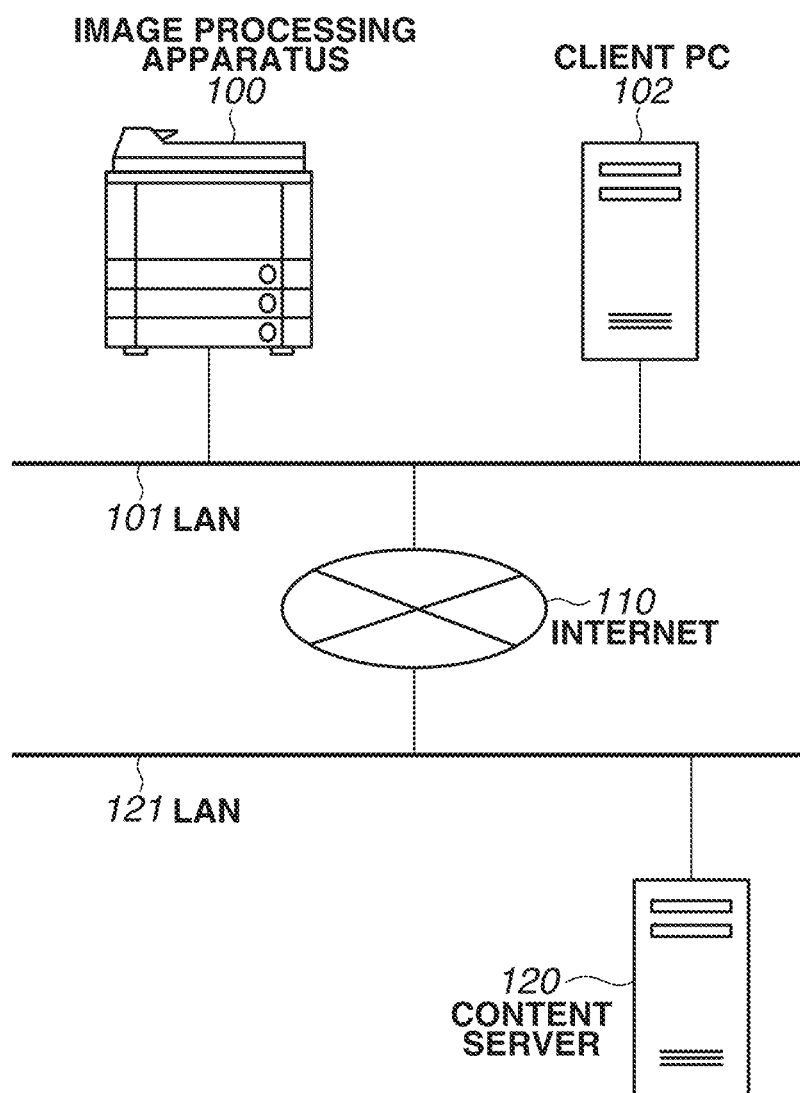 IMAGE PROCESSING
APPARATUS
100
CLIENT PC
102
101 LAN
110
INTERNET
121 LAN
120
CONTENT
SERVER